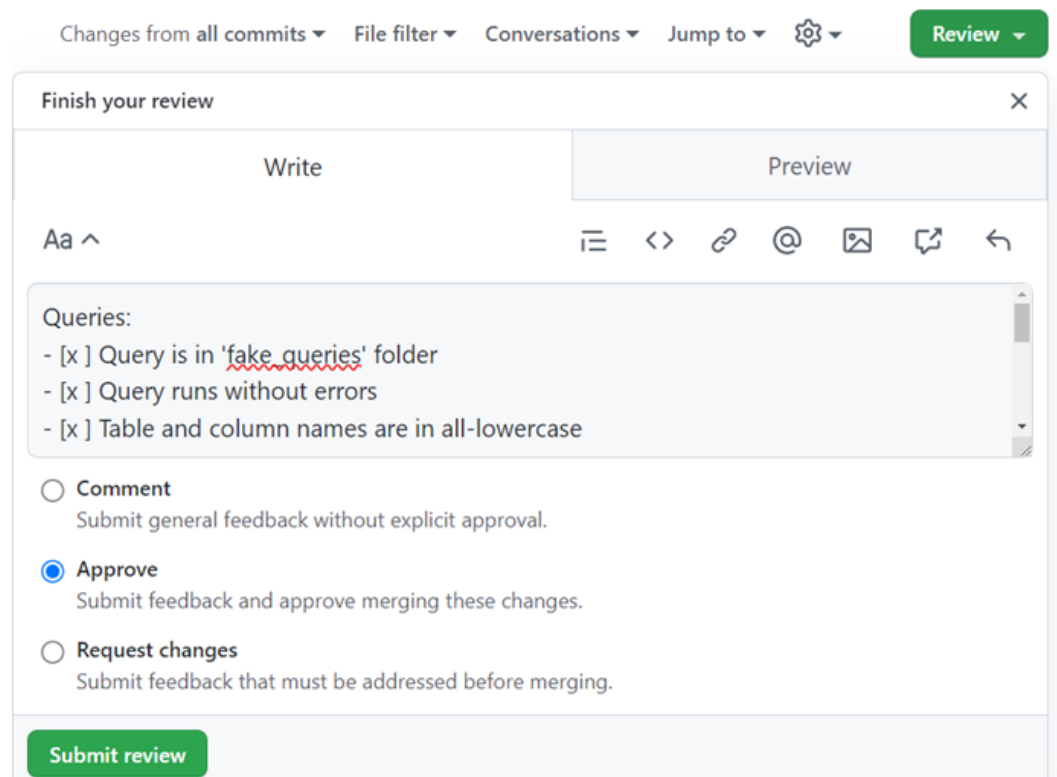 Changes from all commits File filter Conversations Jump to Review
Finish your review
Write Preview
Aa
Queries:
- [x ] Query is in 'fake_queries' folder
- [x ] Query runs without errors
- [x ] Table and column names are in all-lowercase
Comment
Submit general feedback without explicit approval.
Approve
Submit feedback and approve merging these changes.
Request changes
Submit feedback that must be addressed before merging.
Submit review